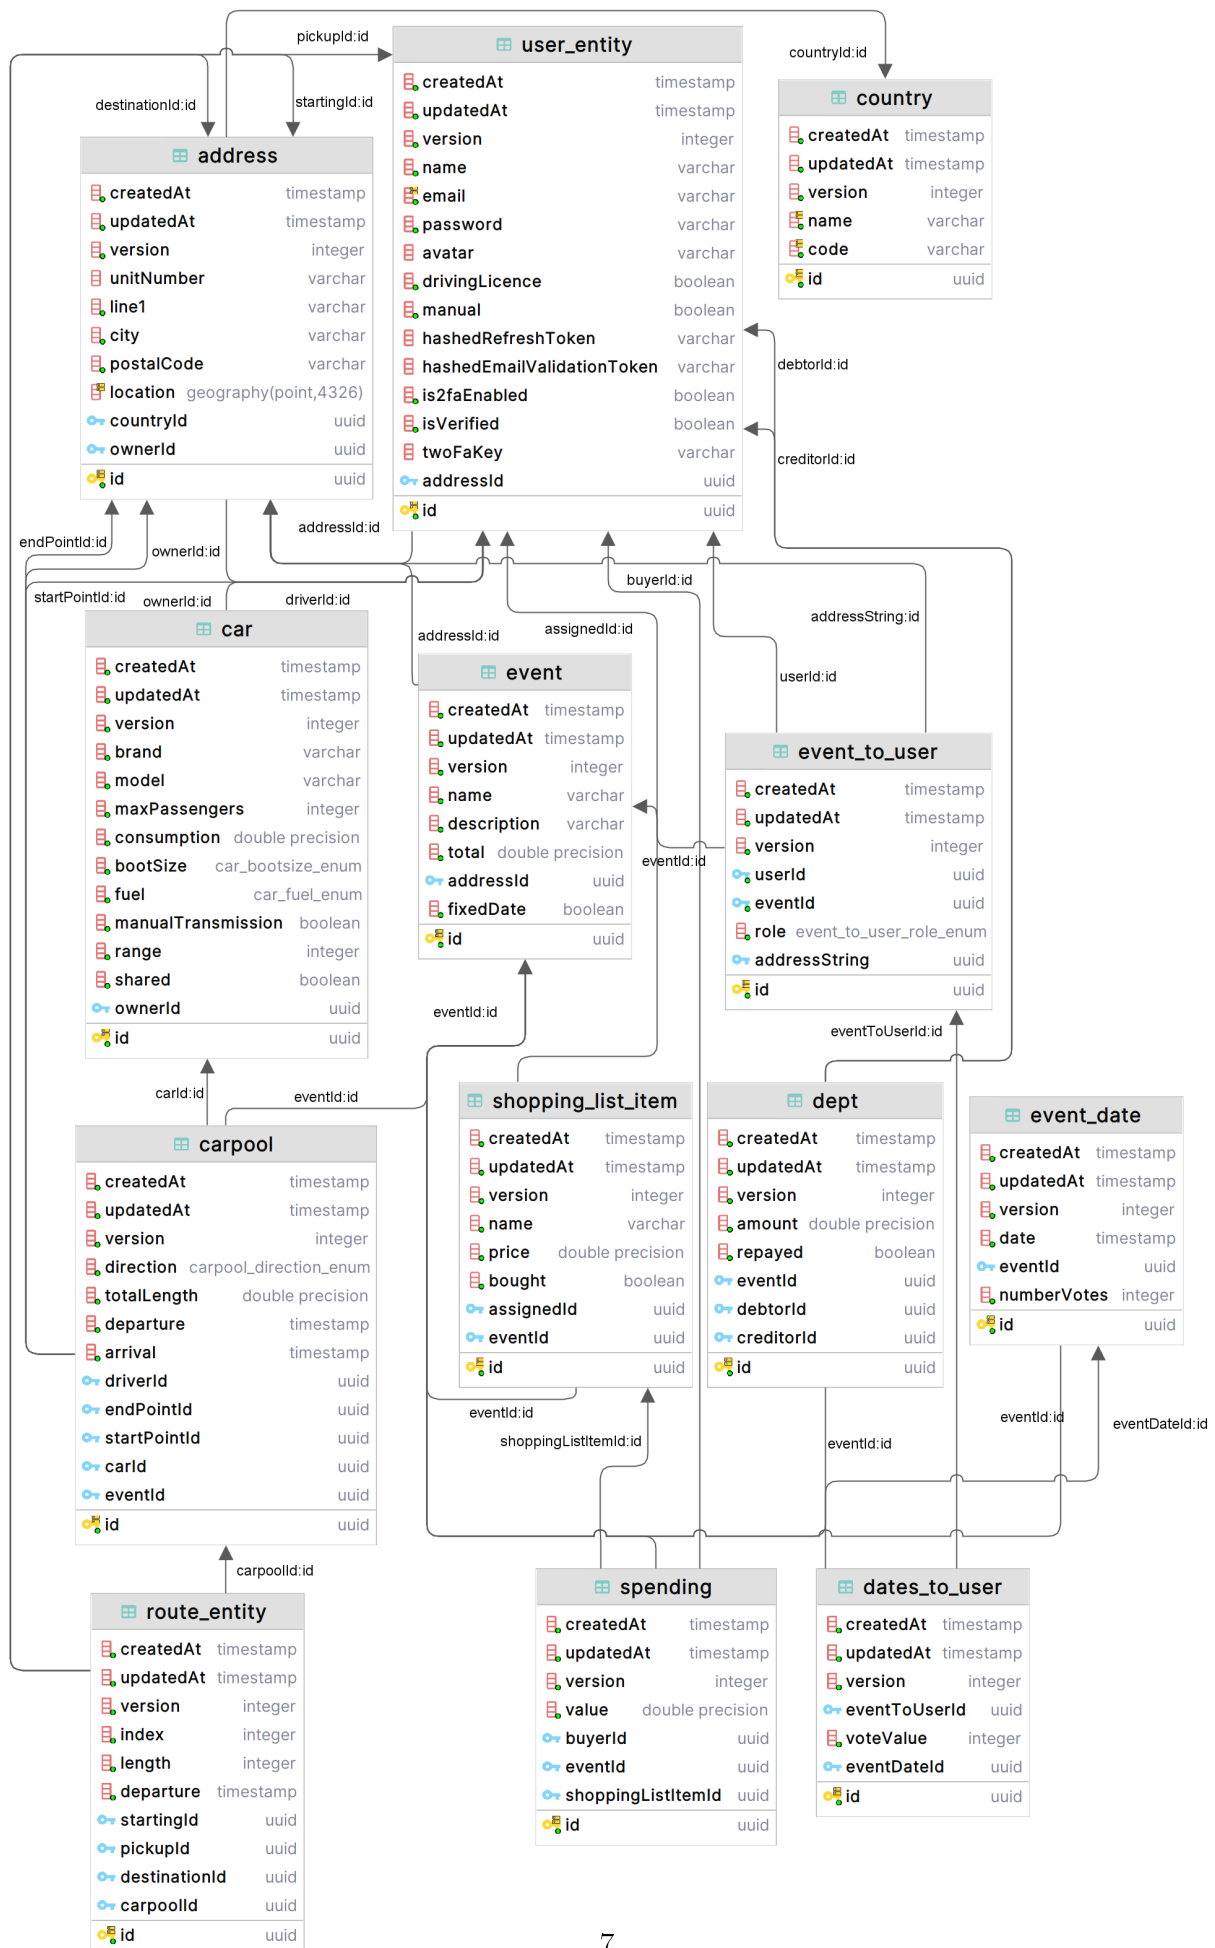 pickupId:id
countryId:id
destinationId:id
startingId:id
address
createdAt timestamp
updatedAt timestamp
version integer
unitNumber varchar
line1 varchar
city varchar
postalCode varchar
location geography(point,4326)
countryId uuid
ownerId uuid
id uuid
user_entity
createdAt timestamp
updatedAt timestamp
version integer
name varchar
email varchar
password varchar
avatar varchar
drivingLicence boolean
manual boolean
hashedRefreshToken varchar
hashedEmailValidationToken varchar
is2faEnabled boolean
isVerified boolean
twoFaKey varchar
addressId uuid
id uuid
country
createdAt timestamp
updatedAt timestamp
version integer
name varchar
code varchar
id uuid
debtorId:id
creditorId:id
endPointId:id
ownerId:id
addressId:id
startPointId:id
ownerId:id
driverId:id
buyerId:id
assignedId:id
addressId:id
addressString:id
userId:id
car
createdAt timestamp
updatedAt timestamp
version integer
brand varchar
model varchar
maxPassengers integer
consumption double precision
bootSize car_bootsize_enum
fuel car_fuel_enum
manualTransmission boolean
range integer
shared boolean
ownerId uuid
id uuid
event
createdAt timestamp
updatedAt timestamp
version integer
name varchar
description varchar
total double precision
addressId uuid
fixedDate boolean
id uuid
eventId:id
event_to_user
createdAt timestamp
updatedAt timestamp
version integer
userId uuid
eventId uuid
role event_to_user_role_enum
addressString uuid
id uuid
eventId:id
eventToUserId:id
carId:id
eventId:id
carpool
createdAt timestamp
updatedAt timestamp
version integer
direction carpool_direction_enum
totalLength double precision
departure timestamp
arrival timestamp
driverId uuid
endPointId uuid
startPointId uuid
carId uuid
eventId uuid
id uuid
shopping_list_item
createdAt timestamp
updatedAt timestamp
version integer
name varchar
price double precision
bought boolean
assignedId uuid
eventId uuid
id uuid
dept
createdAt timestamp
updatedAt timestamp
version integer
amount double precision
repayed boolean
eventId uuid
debtorId uuid
creditorId uuid
id uuid
event_date
createdAt timestamp
updatedAt timestamp
version integer
date timestamp
eventId uuid
numberVotes integer
id uuid
eventId:id
shoppingListItemId:id
eventId:id
eventId:id
eventDateId:id
carpoolId:id
route_entity
createdAt timestamp
updatedAt timestamp
version integer
index integer
length integer
departure timestamp
startingId uuid
pickupId uuid
destinationId uuid
carpoolId uuid
id uuid
spending
createdAt timestamp
updatedAt timestamp
version integer
value double precision
buyerId uuid
eventId uuid
shoppingListItemId uuid
id uuid
dates_to_user
createdAt timestamp
updatedAt timestamp
version integer
eventToUserId uuid
voteValue integer
eventDateId uuid
id uuid
7